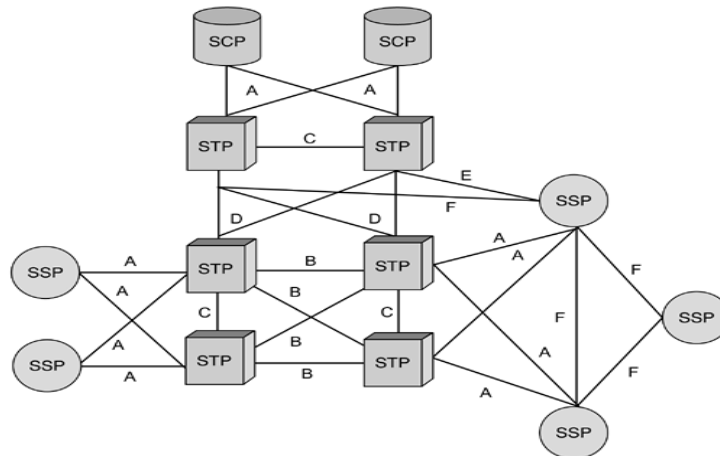 SCP SCP
A A
STP C STP
E
F SSP
D D
A
SSP A STP B STP A
A B F F
C C SSP
A B A F
SSP A STP B STP A
SSP